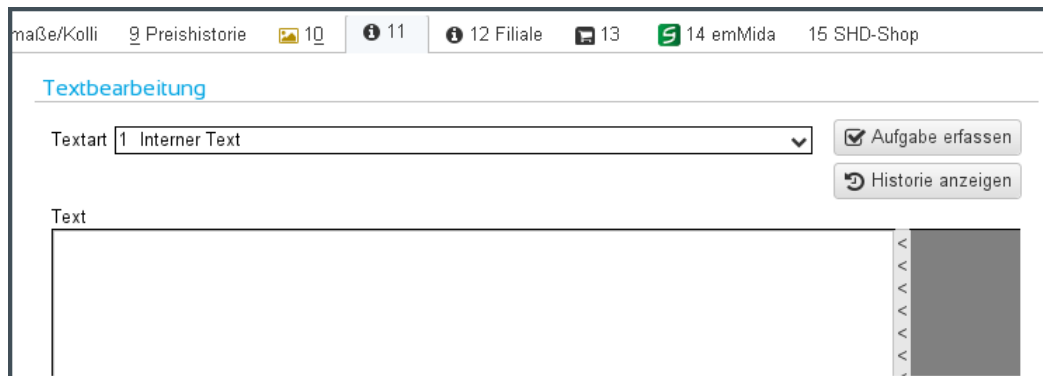 maße/Kolli 9 Preishistorie 10 11 12 Filiale 13 14 emMida 15 SHD-Shop
Textbearbeitung
Textart 1 Interner Text Aufgabe erfassen
Historie anzeigen
Text
<
<
<
<
<
<